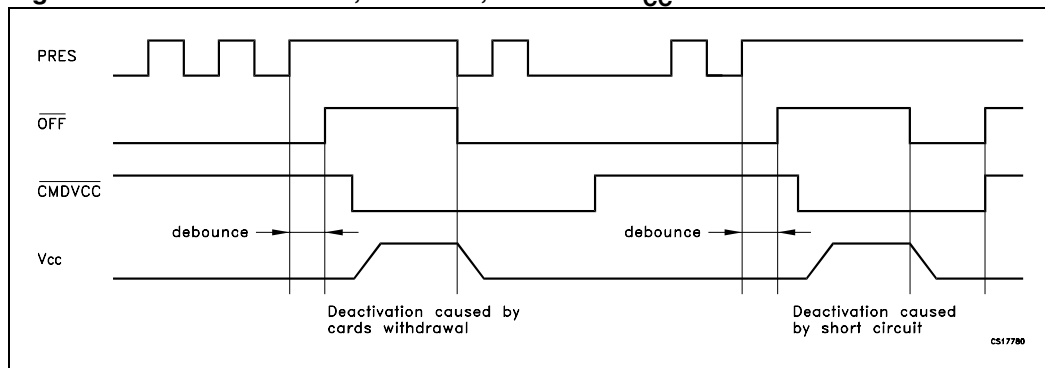 PRES
OFF
CMDVCC
debounce
debounce
Vcc
Deactivation caused by
cards withdrawal
Deactivation caused
by short circuit
CS17780